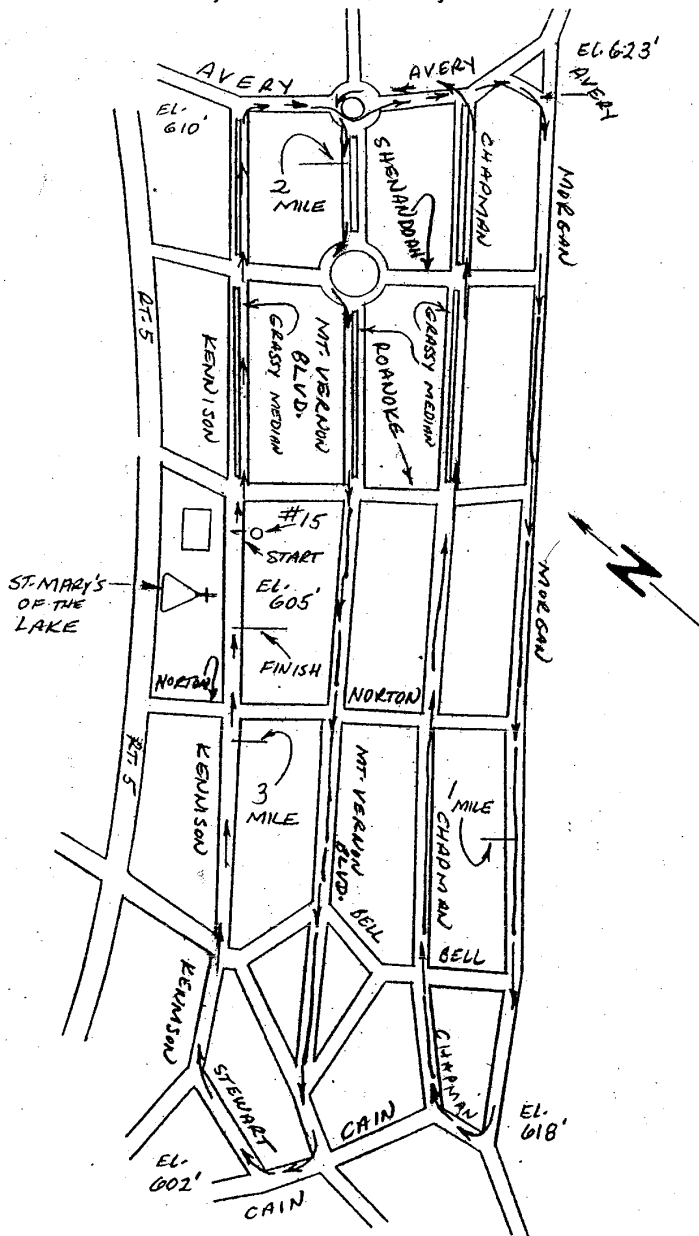 AVERY
AVERY
EL. 623'
AVERY
EL.
610'
2
MILE
SHENANDOAH
CHAPMAN
MORGAN
RT. 5
KENNISON
GRASSY MEDIAN
MT. VERNON
BLVD.
ROANOKE
GRASSY MEDIAN
#15
START
EL.
605'
ST. MARY'S
OF THE
LAKE
FINISH
N
MORGAN
NORTON
NORTON
RT. 5
KENNISON
3
MILE
MT. VERNON
BLVD.
1
MILE
CHAPMAN
BELL
BELL
KENNISON
STEWART
CAIN
CHAPMAN
EL.
618'
EL.
602'
CAIN